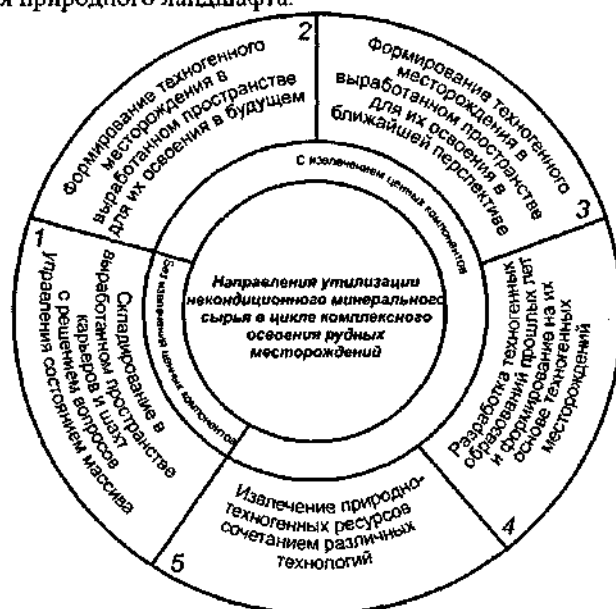 я природного ландшафта.
1
Складирование в
выработанном пространстве
карьеров и шахт
с решением вопросов
управления состоянием массива
2
Формирование техногенного
месторождения в
выработанном пространстве
для их освоения в будущем
3
Формирование техногенного
месторождения в
выработанном пространстве
для их освоения в
ближайшей перспективе
4
Разработка техногенных
образований прошлых лет
и формирование на их
основе техногенных
месторождений
5
Извлечение природно-
техногенных ресурсов
сочетанием различных
технологий
С извлечением ценных компонентов
Без извлечения ценных компонентов
Направления утилизации
некондиционного минерального
сырья в цикле комплексного
освоения рудных
месторождений